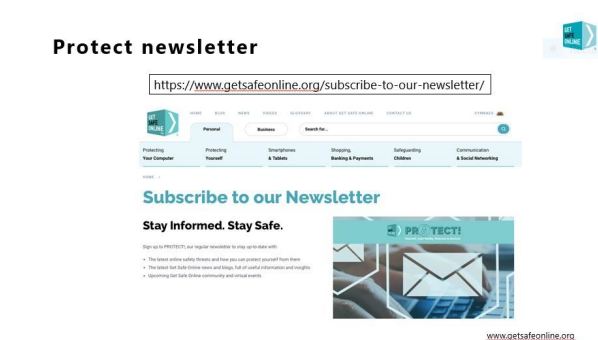 Protect newsletter
GET
SAFE
ONLINE
https://www.getsafeonline.org/subscribe-to-our-newsletter/
GET
SAFE
ONLINE
HOME BLOG NEWS VIDEOS GLOSSARY ABOUT GET SAFE ONLINE CONTACT US
Personal Business Search for...
Protecting Protecting Smartphones Shopping, Safeguarding Communication
Your Computer Yourself & Tablets Banking & Payments Children & Social Networking
HOME >
Subscribe to our Newsletter
Stay Informed. Stay Safe.
PROTECT!
Sign up to PROTECT!, our regular newsletter to stay up-to-date with:
• The latest online safety threats and how you can protect yourself from them
• The latest Get Safe Online news and blogs, full of useful information and insights
• Upcoming Get Safe Online community and virtual events
www.getsafeonline.org